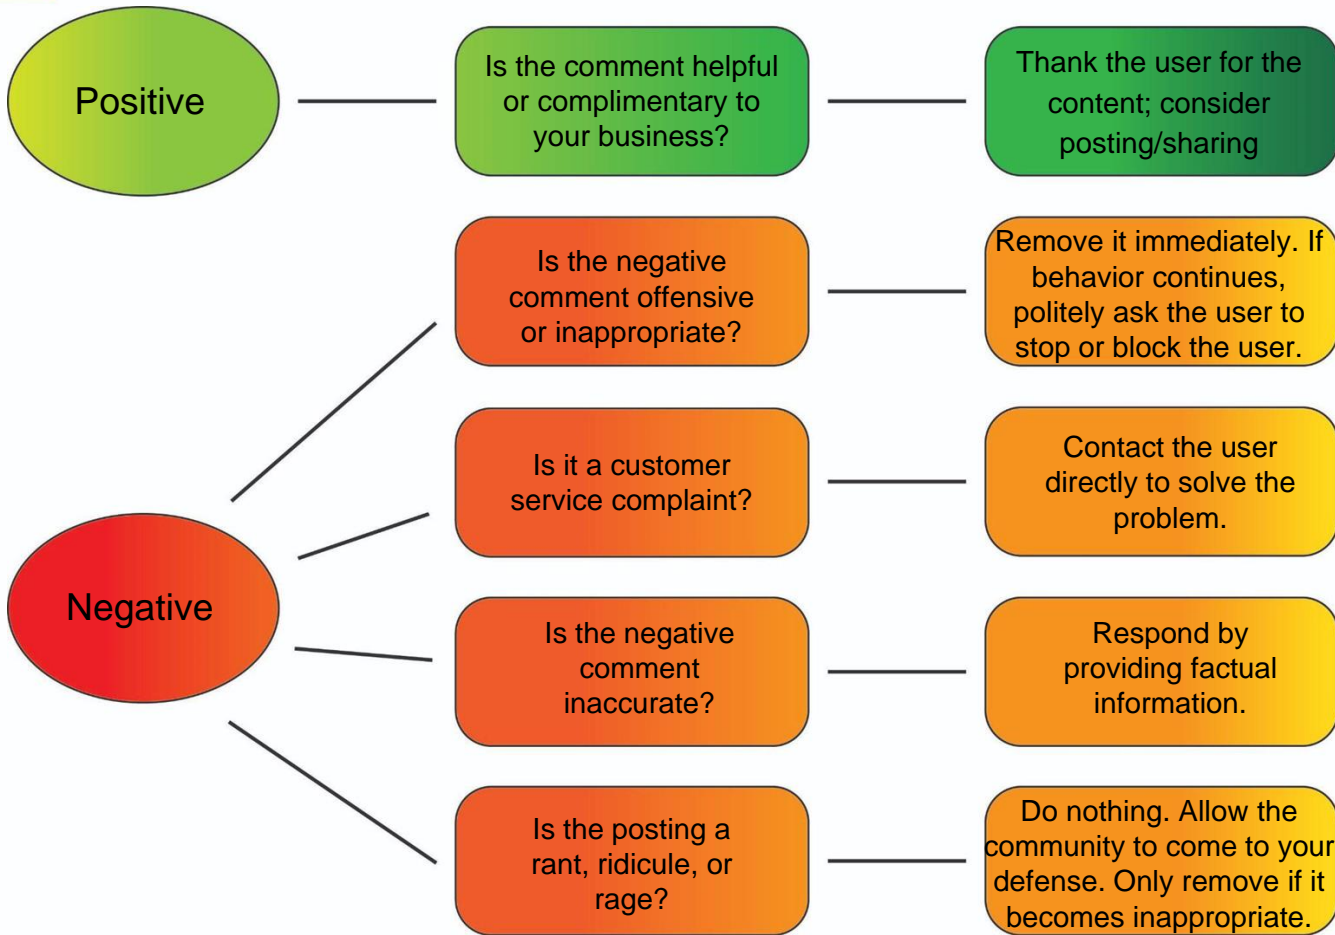 Positive
Is the comment helpful
or complimentary to
your business?
Thank the user for the
content; consider
posting/sharing
Negative
Is the negative
comment offensive
or inappropriate?
Remove it immediately. If
behavior continues,
politely ask the user to
stop or block the user.
Is it a customer
service complaint?
Contact the user
directly to solve the
problem.
Is the negative
comment
inaccurate?
Respond by
providing factual
information.
Is the posting a
rant, ridicule, or
rage?
Do nothing. Allow the
community to come to your
defense. Only remove if it
becomes inappropriate.